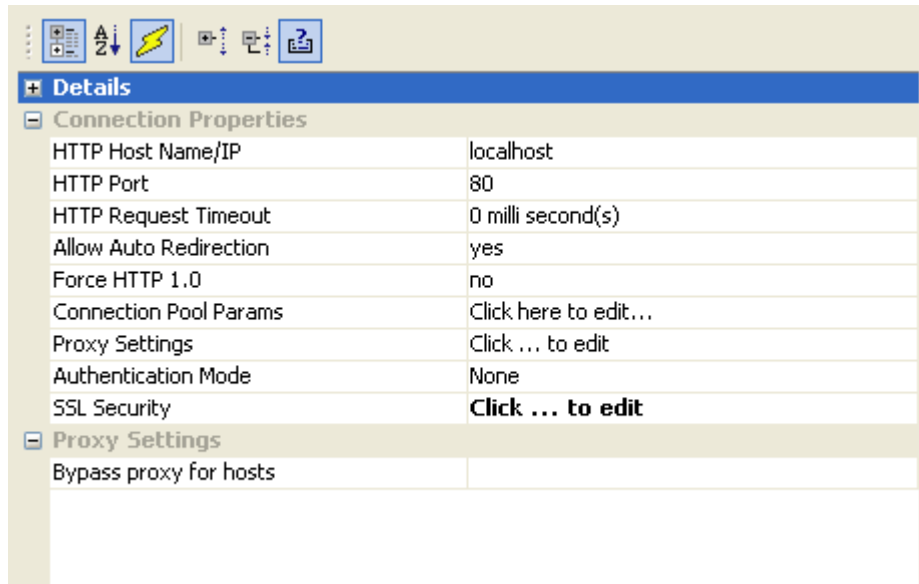 Details
Connection Properties
HTTP Host Name/IP localhost
HTTP Port 80
HTTP Request Timeout 0 milli second(s)
Allow Auto Redirection yes
Force HTTP 1.0 no
Connection Pool Params Click here to edit...
Proxy Settings Click ... to edit
Authentication Mode None
SSL Security Click ... to edit
Proxy Settings
Bypass proxy for hosts